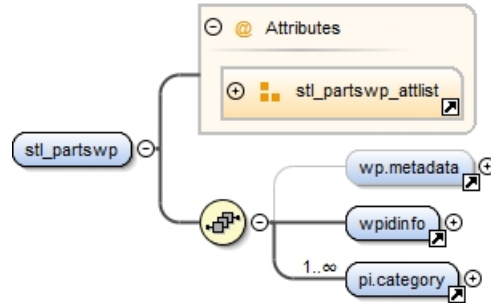 @ Attributes
stl_partswp_attlist
stl_partswp
wp.metadata
wpidinfo
1..∞
pi.category